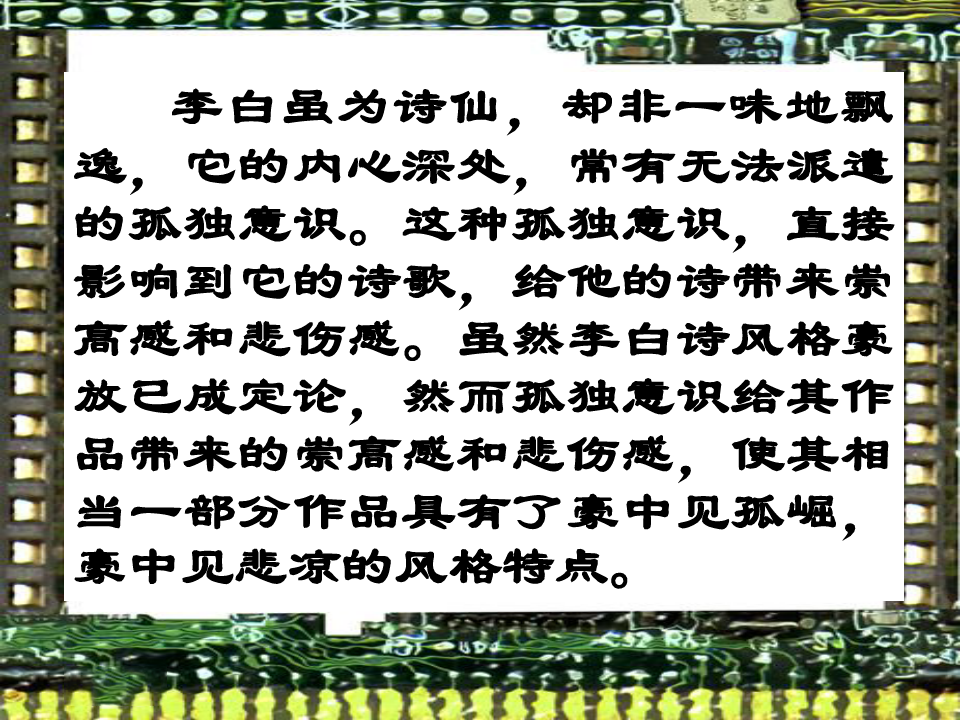 李白虽为诗仙，却非一味地飘
逸，它的内心深处，常有无法派遣
的孤独意识。这种孤独意识，直接
影响到它的诗歌，给他的诗带来崇
高感和悲伤感。虽然李白诗风格豪
放已成定论，然而孤独意识给其作
品带来的崇高感和悲伤感，使其相
当一部分作品具有了豪中见孤崛，
豪中见悲凉的风格特点。